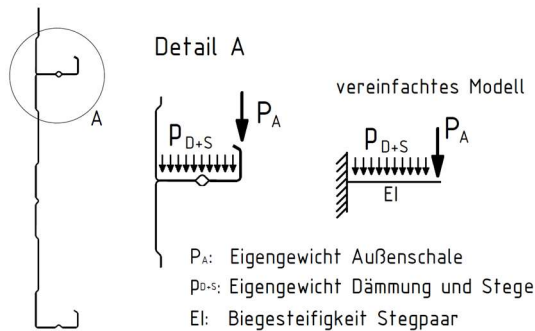 Detail A
A
P_D+S
P_A
vereinfachtes Modell
P_D+S
P_A
EI
P_A: Eigengewicht Außenschale
P_D+S: Eigengewicht Dämmung und Stege
EI: Biegesteifigkeit Stegpaar